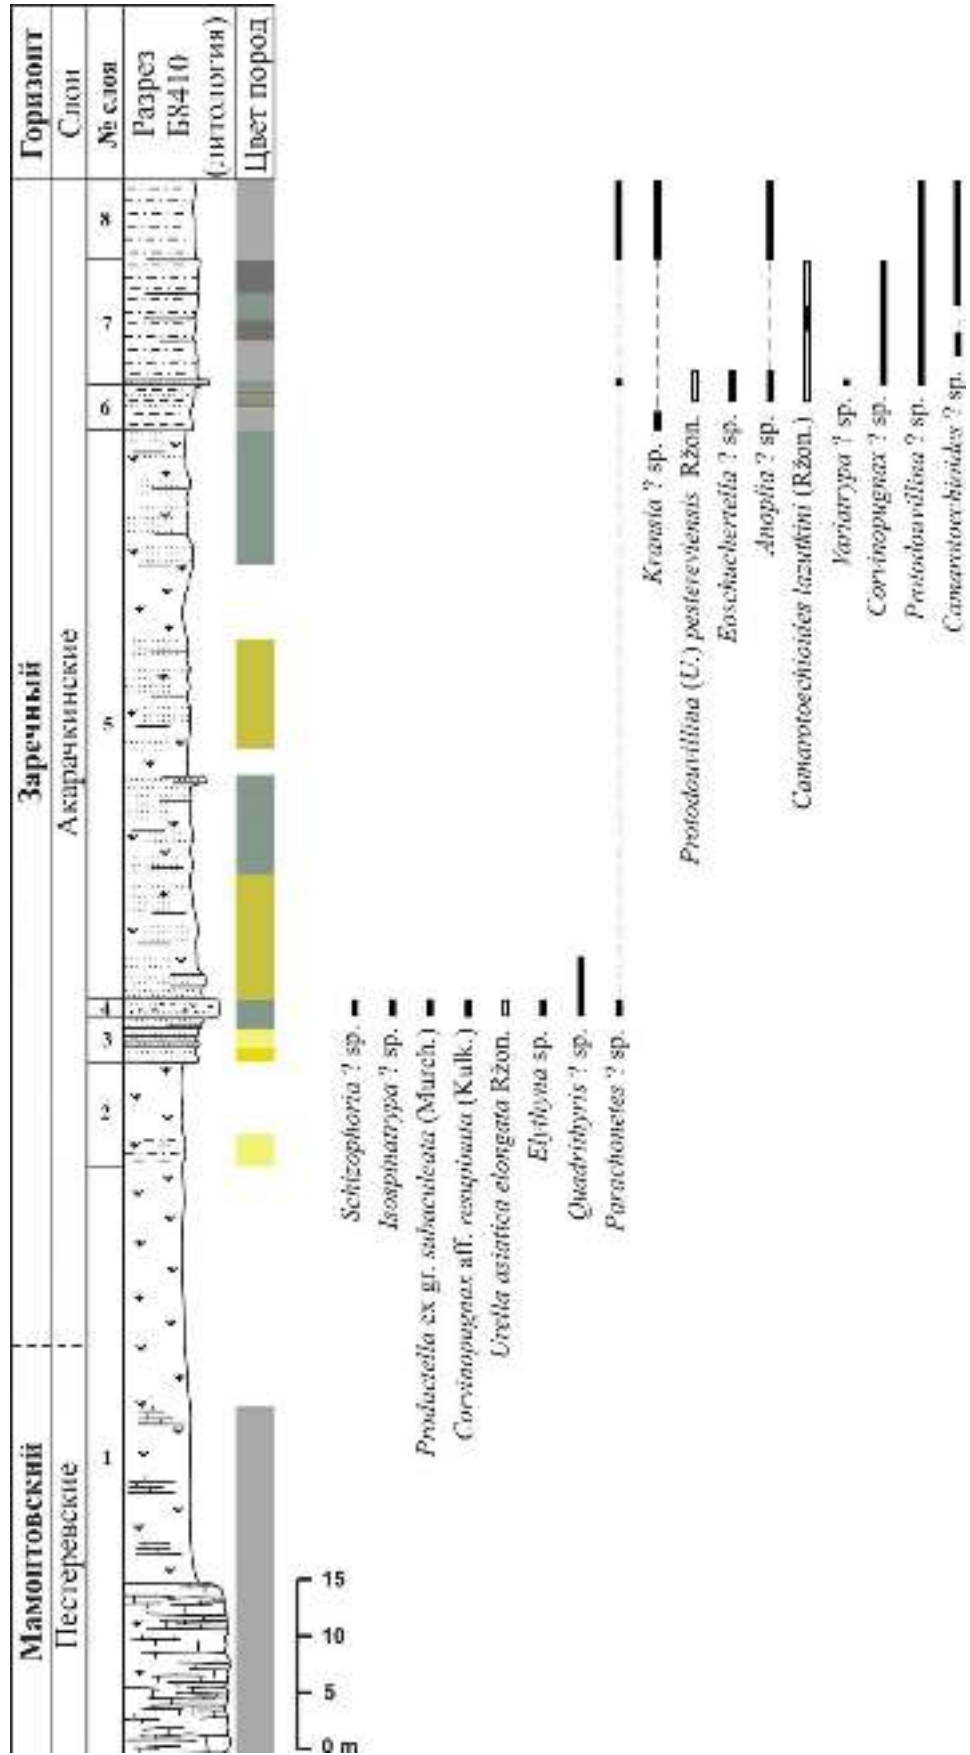 Горизонт
Слои
№ слоя
Разрез
Б8410
(литология)
Цвет пород
Заречный
Мамонтовский
Акарачкинские
Пестеревские
8
7
6
5
4
3
2
1
15
10
5
0 m
Schizophoria ? sp.
Isospinatrypa ? sp.
Productella ex gr. subaculeata (Murch.)
Corvinopugnax aff. resupinata (Kulk.)
Urella asiatica elongata Ržon.
Elythyna sp.
Quadrithyris ? sp.
Parachonetes ? sp.
Kransia ? sp.
Protodouvillina (U.) pestereviensis Ržon.
Eoschuchertella ? sp.
Anoplia ? sp.
Camarotoechioides lazutkini (Ržon.)
Variatrypa ? sp.
Corvinopugnax ? sp.
Protodouvillina ? sp.
Camarotoechioides ? sp.